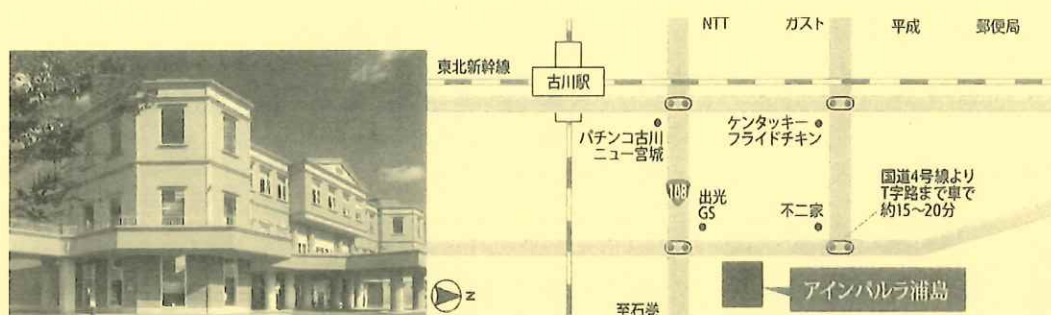 NTT
ガスト
平成
郵便局
東北新幹線
古川駅
パチンコ古川
ニュー宮城
ケンタッキー
フライドチキン
108
出光
GS
不二家
国道4号線より
T字路まで車で
約15〜20分
N
アインパルラ浦島
至石巻